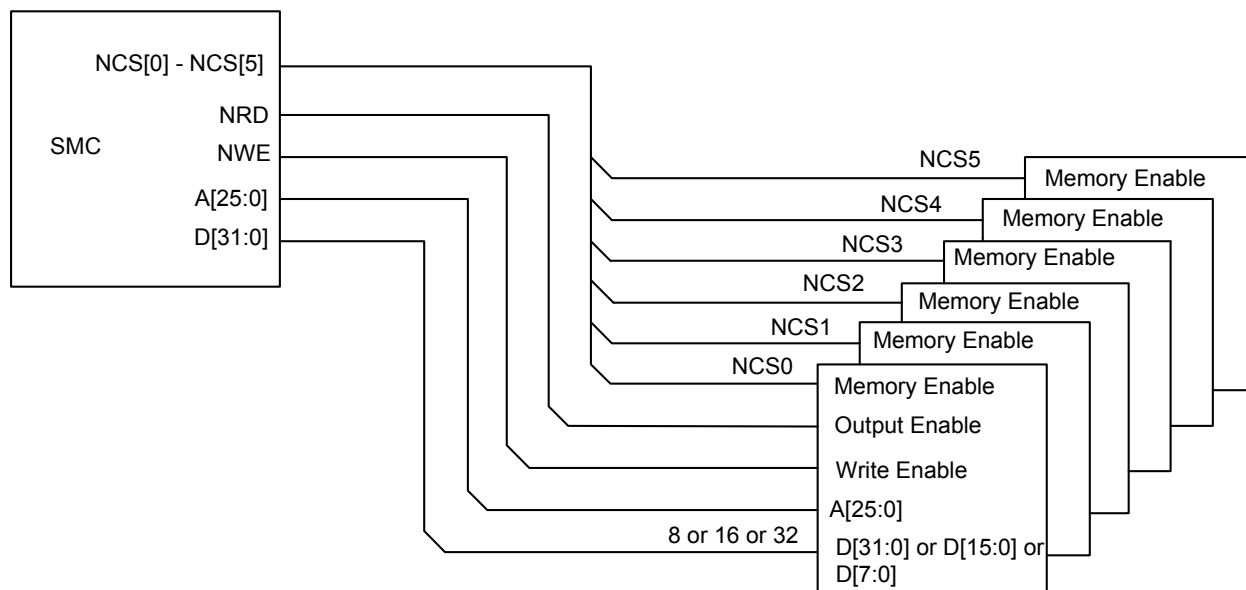 NCS[0] - NCS[5]
NRD
SMC
NWE
A[25:0]
D[31:0]
NCS5
Memory Enable
NCS4
Memory Enable
NCS3
Memory Enable
NCS2
Memory Enable
NCS1
Memory Enable
NCS0
Memory Enable
Output Enable
Write Enable
A[25:0]
8 or 16 or 32
D[31:0] or D[15:0] or
D[7:0]